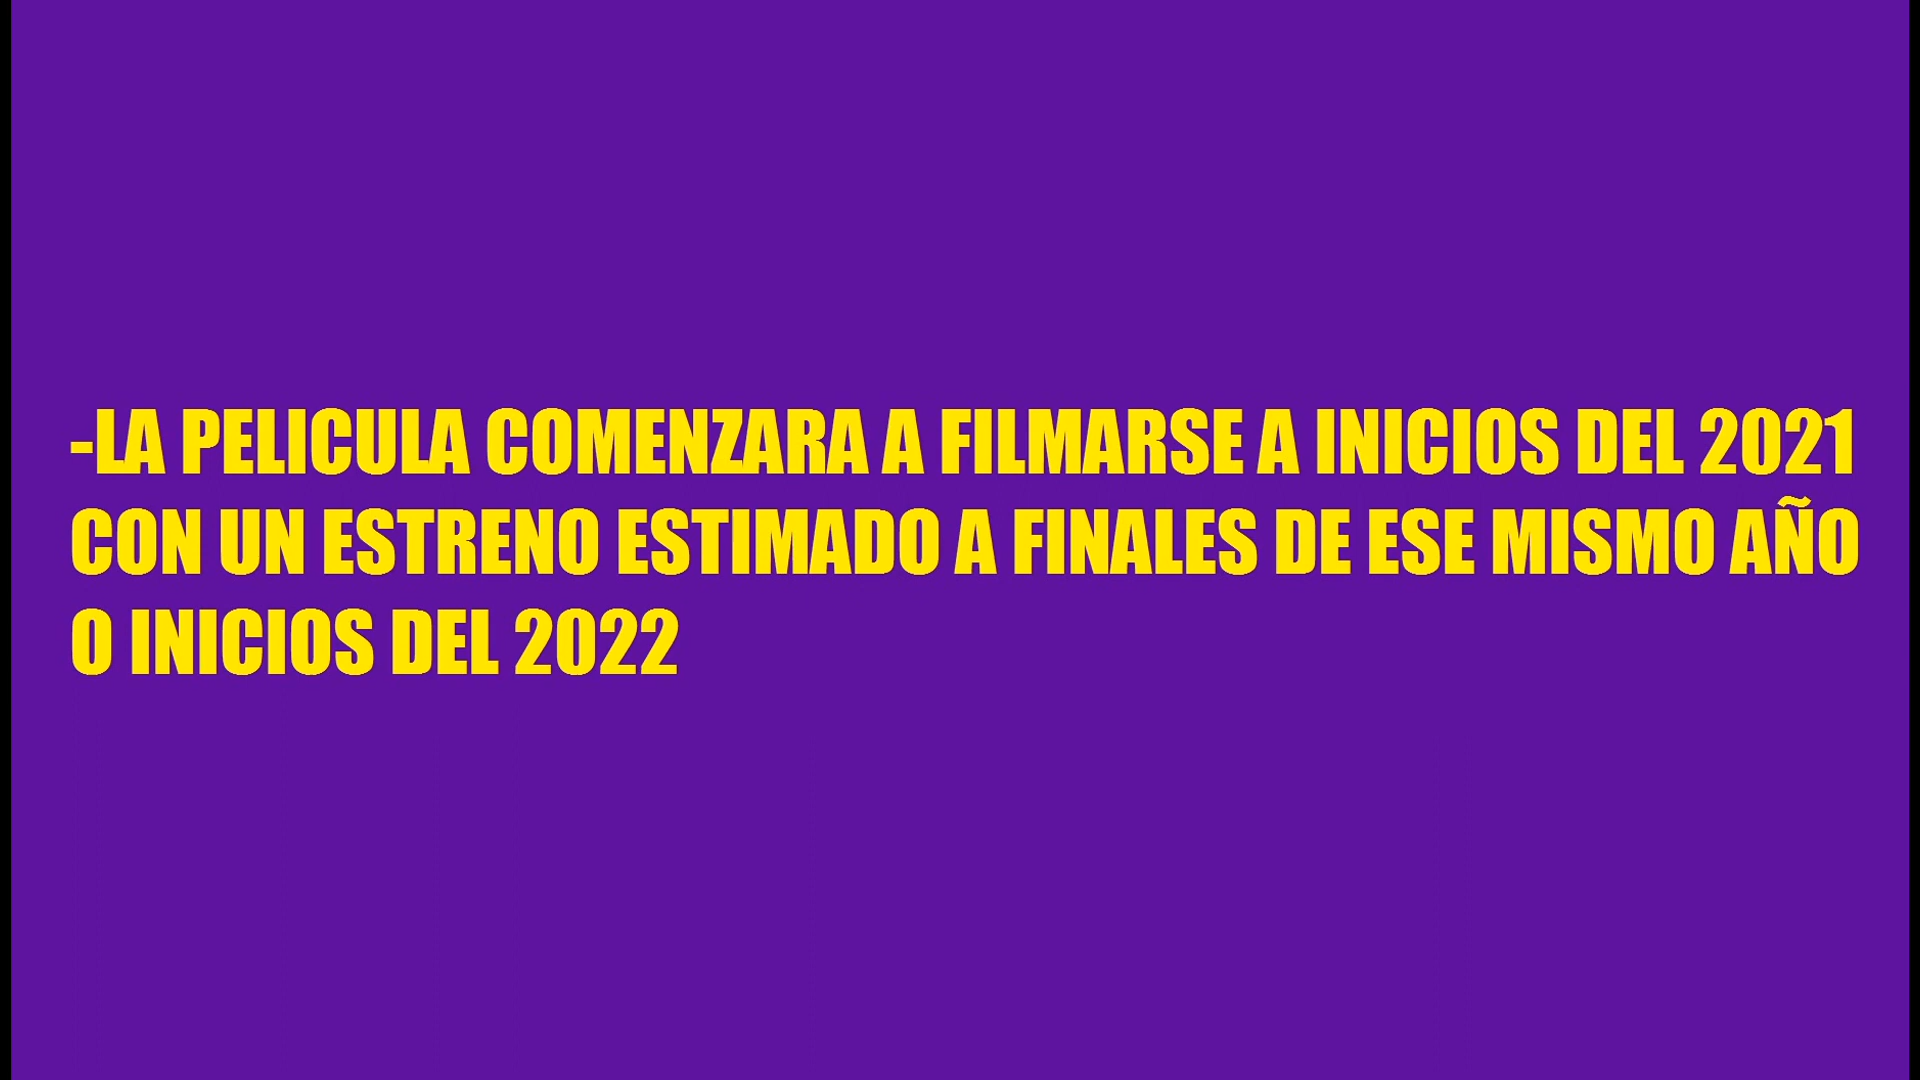 -LA PELICULA COMENZARA A FILMARSE A INICIOS DEL 2021
CON UN ESTRENO ESTIMADO A FINALES DE ESE MISMO AÑO
O INICIOS DEL 2022